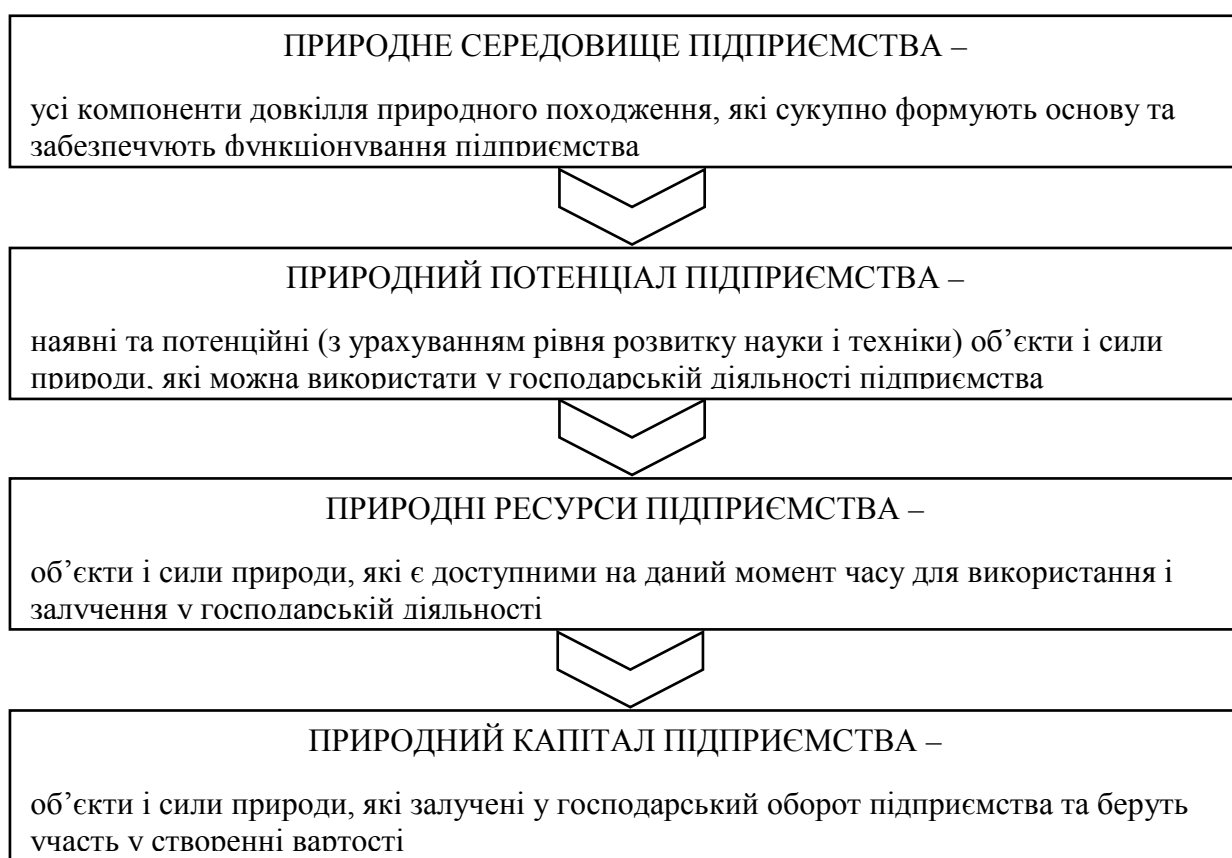 ПРИРОДНЕ СЕРЕДОВИЩЕ ПІДПРИЄМСТВА –
усі компоненти довкілля природного походження, які сукупно формують основу та
забезпечують функціонування підприємства
ПРИРОДНИЙ ПОТЕНЦІАЛ ПІДПРИЄМСТВА –
наявні та потенційні (з урахуванням рівня розвитку науки і техніки) об’єкти і сили
природи, які можна використати у господарській діяльності підприємства
ПРИРОДНІ РЕСУРСИ ПІДПРИЄМСТВА –
об’єкти і сили природи, які є доступними на даний момент часу для використання і
залучення у господарській діяльності
ПРИРОДНИЙ КАПІТАЛ ПІДПРИЄМСТВА –
об’єкти і сили природи, які залучені у господарський оборот підприємства та беруть
участь у створенні вартості